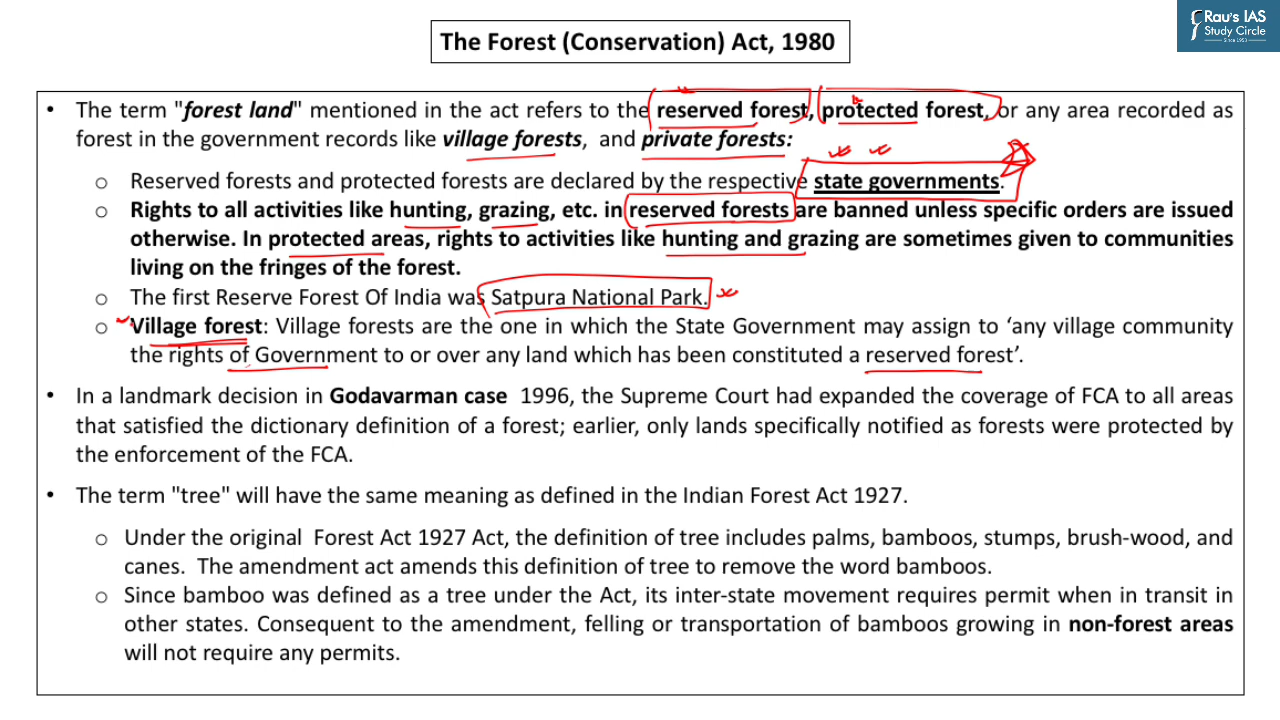 The Forest (Conservation) Act, 1980
Rau's IAS
Study Circle
Since 1953
• The term "forest land" mentioned in the act refers to the reserved forest, protected forest, or any area recorded as
forest in the government records like village forests, and private forests:
o Reserved forests and protected forests are declared by the respective state governments.
o Rights to all activities like hunting, grazing, etc. in reserved forests are banned unless specific orders are issued
otherwise. In protected areas, rights to activities like hunting and grazing are sometimes given to communities
living on the fringes of the forest.
o The first Reserve Forest Of India was Satpura National Park.
o Village forest: Village forests are the one in which the State Government may assign to ‘any village community
the rights of Government to or over any land which has been constituted a reserved forest’.
• In a landmark decision in Godavarman case 1996, the Supreme Court had expanded the coverage of FCA to all areas
that satisfied the dictionary definition of a forest; earlier, only lands specifically notified as forests were protected by
the enforcement of the FCA.
• The term "tree" will have the same meaning as defined in the Indian Forest Act 1927.
o Under the original Forest Act 1927 Act, the definition of tree includes palms, bamboos, stumps, brush-wood, and
canes. The amendment act amends this definition of tree to remove the word bamboos.
o Since bamboo was defined as a tree under the Act, its inter-state movement requires permit when in transit in
other states. Consequent to the amendment, felling or transportation of bamboos growing in non-forest areas
will not require any permits.